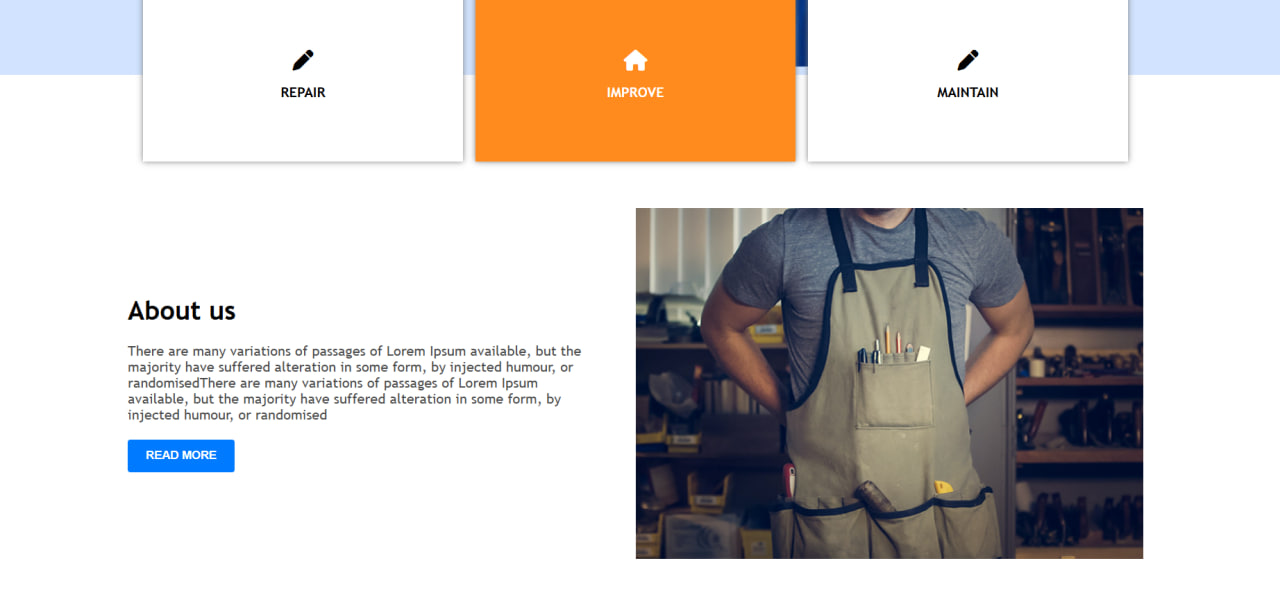 REPAIR
IMPROVE
MAINTAIN
About us
There are many variations of passages of Lorem Ipsum available, but the
majority have suffered alteration in some form, by injected humour, or
randomisedThere are many variations of passages of Lorem Ipsum
available, but the majority have suffered alteration in some form, by
injected humour, or randomised
READ MORE